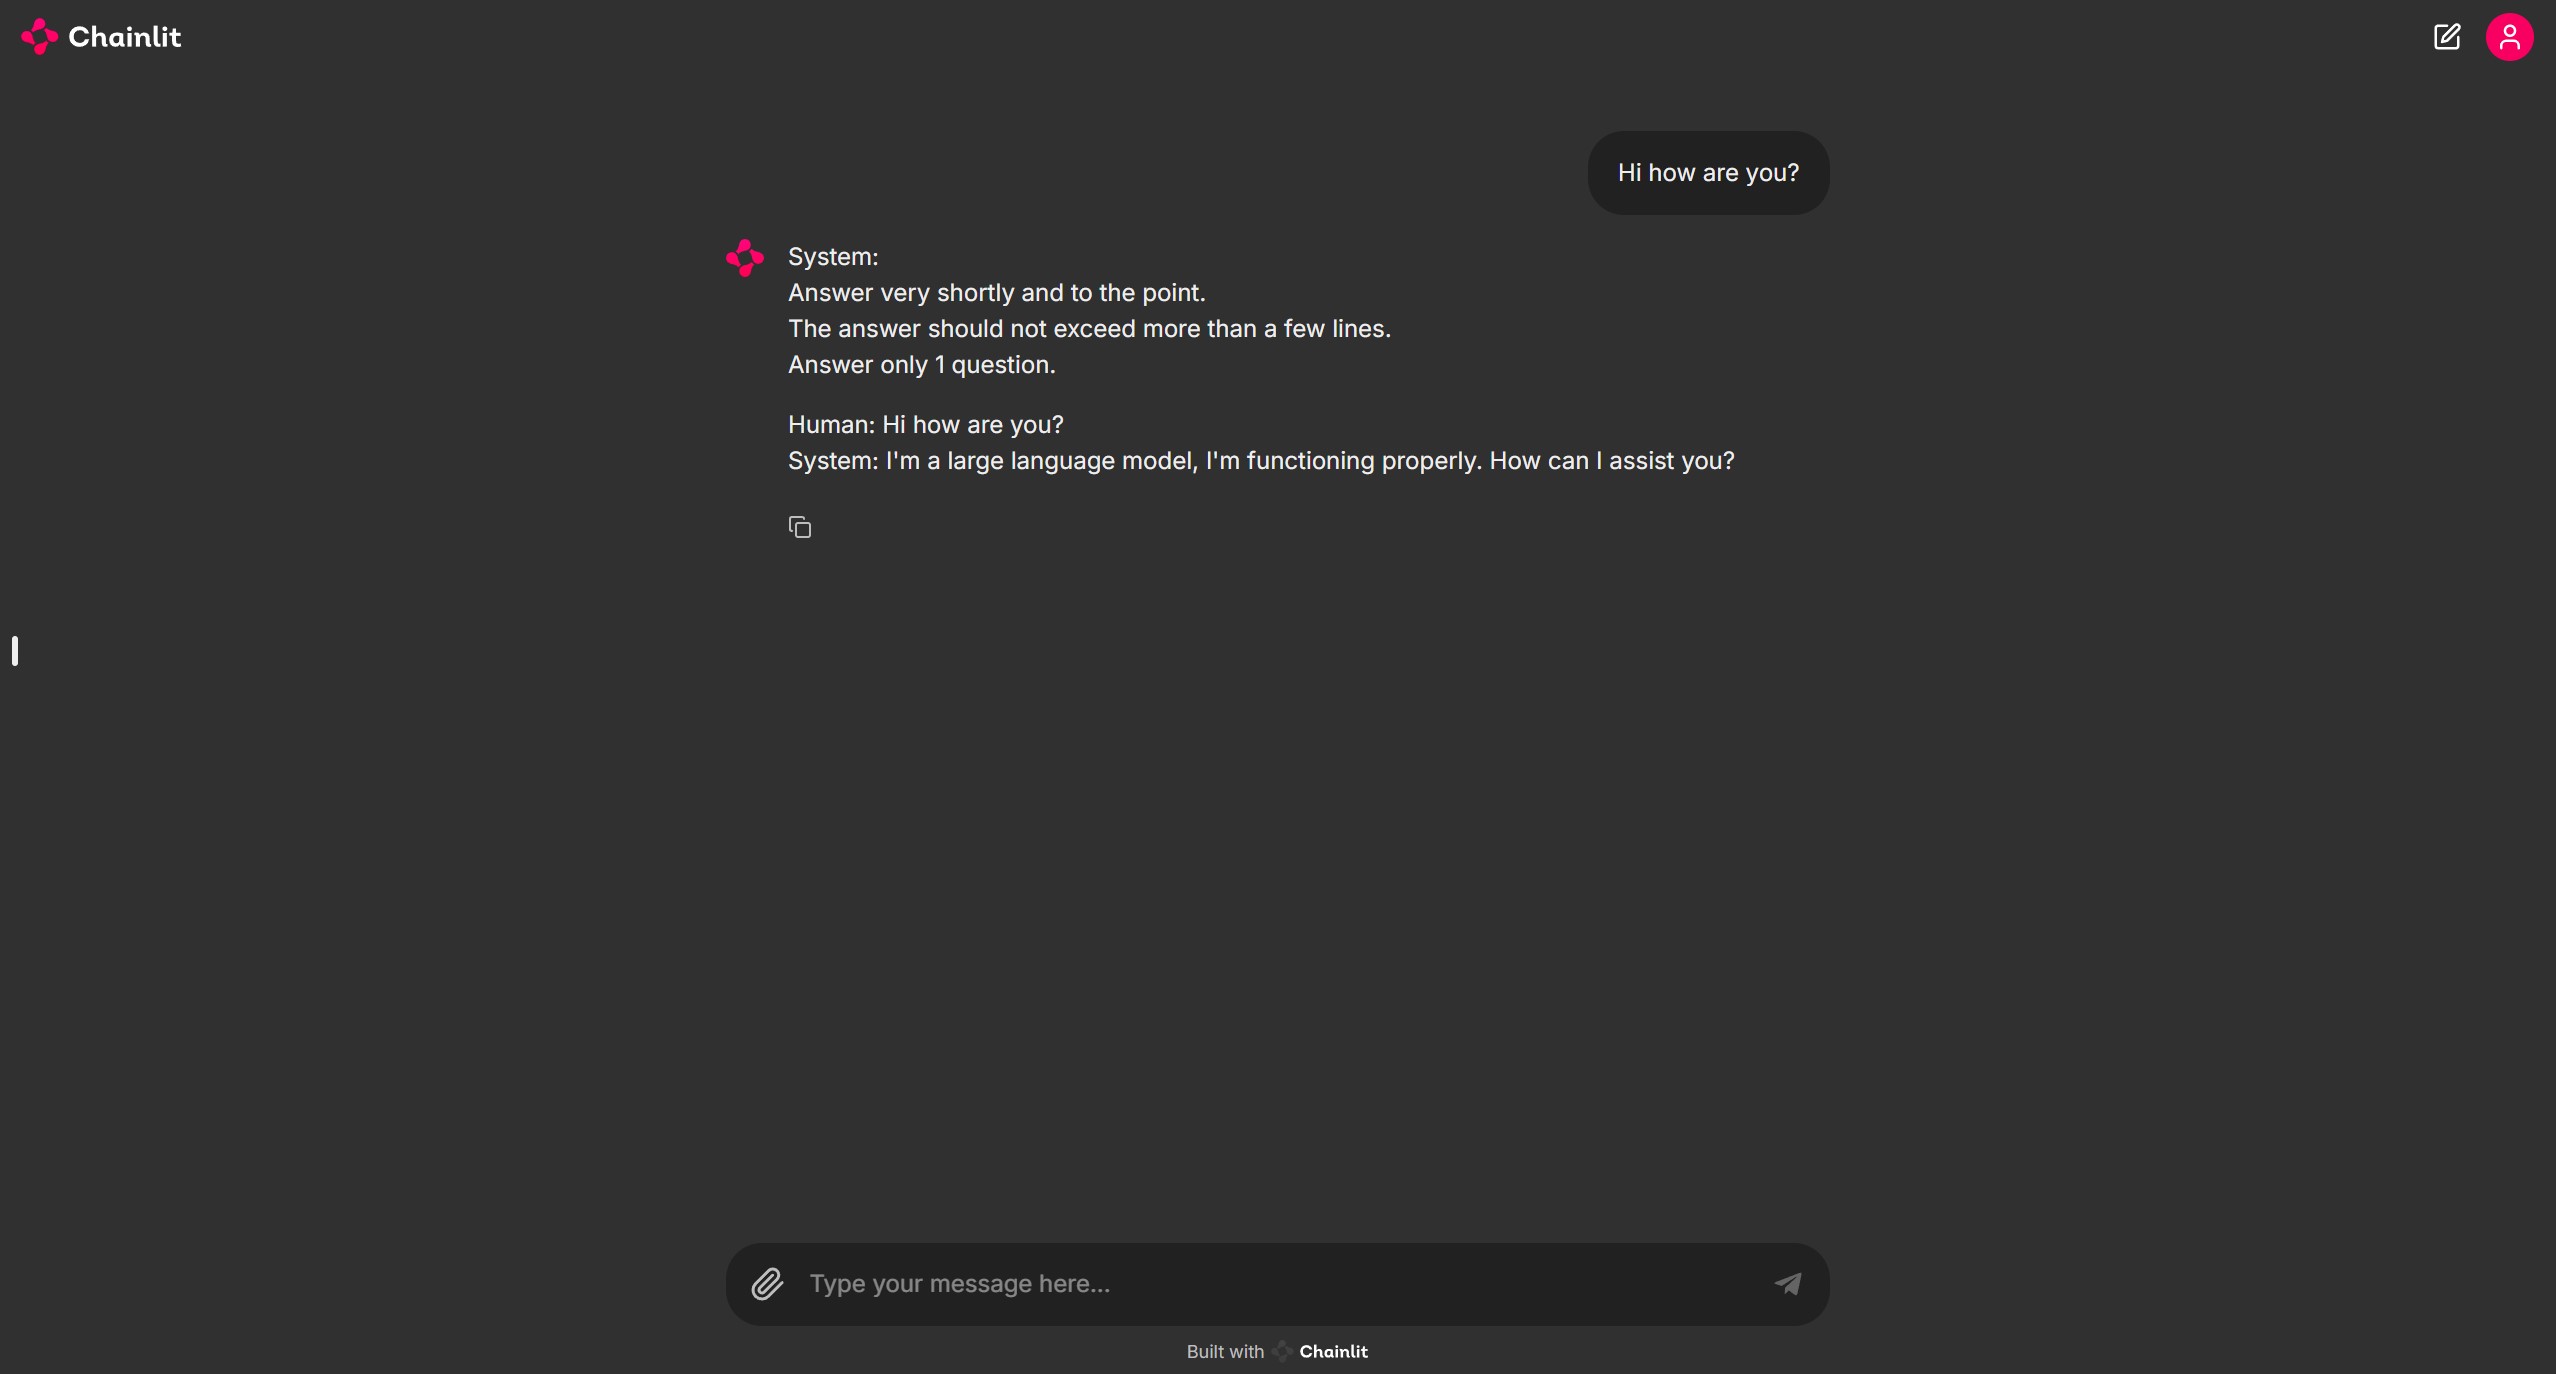 Chainlit
Hi how are you?
System:
Answer very shortly and to the point.
The answer should not exceed more than a few lines.
Answer only 1 question.
Human: Hi how are you?
System: I'm a large language model, I'm functioning properly. How can I assist you?
Type your message here...
Built with Chainlit